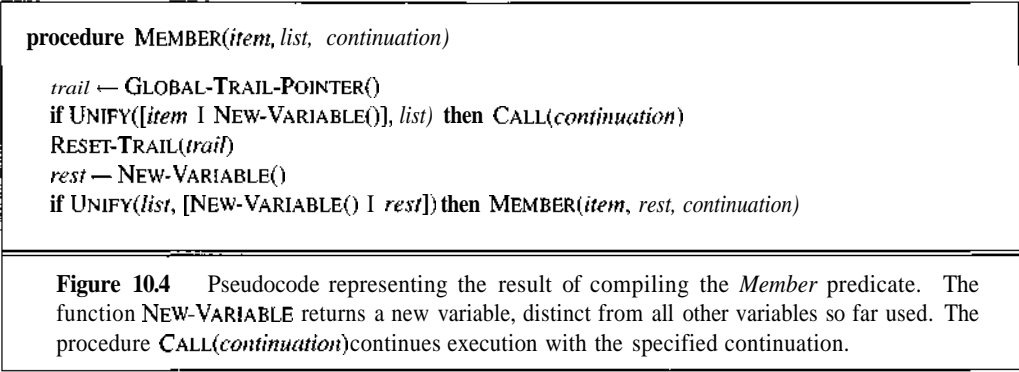 procedure MEMBER(item, list, continuation)
trail ← GLOBAL-TRAIL-POINTER()
if UNIFY([item I NEW-VARIABLE()], list) then CALL(continuation)
RESET-TRAIL(trail)
rest — NEW-VARIABLE()
if UNIFY(list, [NEW-VARIABLE() I rest]) then MEMBER(item, rest, continuation)
Figure 10.4 Pseudocode representing the result of compiling the Member predicate. The
function NEW-VARIABLE returns a new variable, distinct from all other variables so far used. The
procedure CALL(continuation)continues execution with the specified continuation.